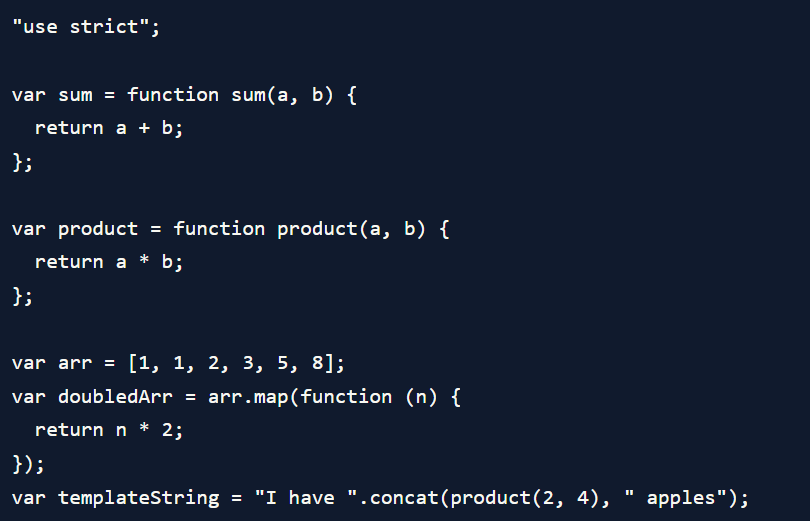 "use strict";
var sum = function sum(a, b) {
  return a + b;
};
var product = function product(a, b) {
  return a * b;
};
var arr = [1, 1, 2, 3, 5, 8];
var doubledArr = arr.map(function (n) {
  return n * 2;
});
var templateString = "I have ".concat(product(2, 4), " apples");